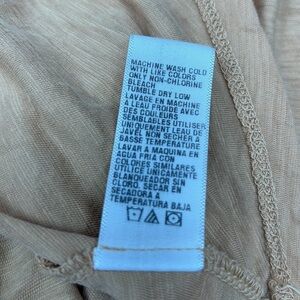 MACHINE WASH COLD
WITH LIKE COLORS
ONLY NON-CHLORINE
BLEACH
TUMBLE DRY LOW
LAVAGE EN MACHINE
A LEAU FROIDE AVEC
DES COULEURS
SEMBLABLES UTILISER
UNIQUEMENT LEAU DE
JAVEL NON SECHER A
BASSE TEMPERATURE
LAVAR A MAQUINA EN
AGUA FRIA CON
COLORES SIMILARES
UTILICE UNICAMENTE
BLANQUEADOR SIN
CLORO. SECAR EN
SECADORA A
TEMPERATURA BAJA